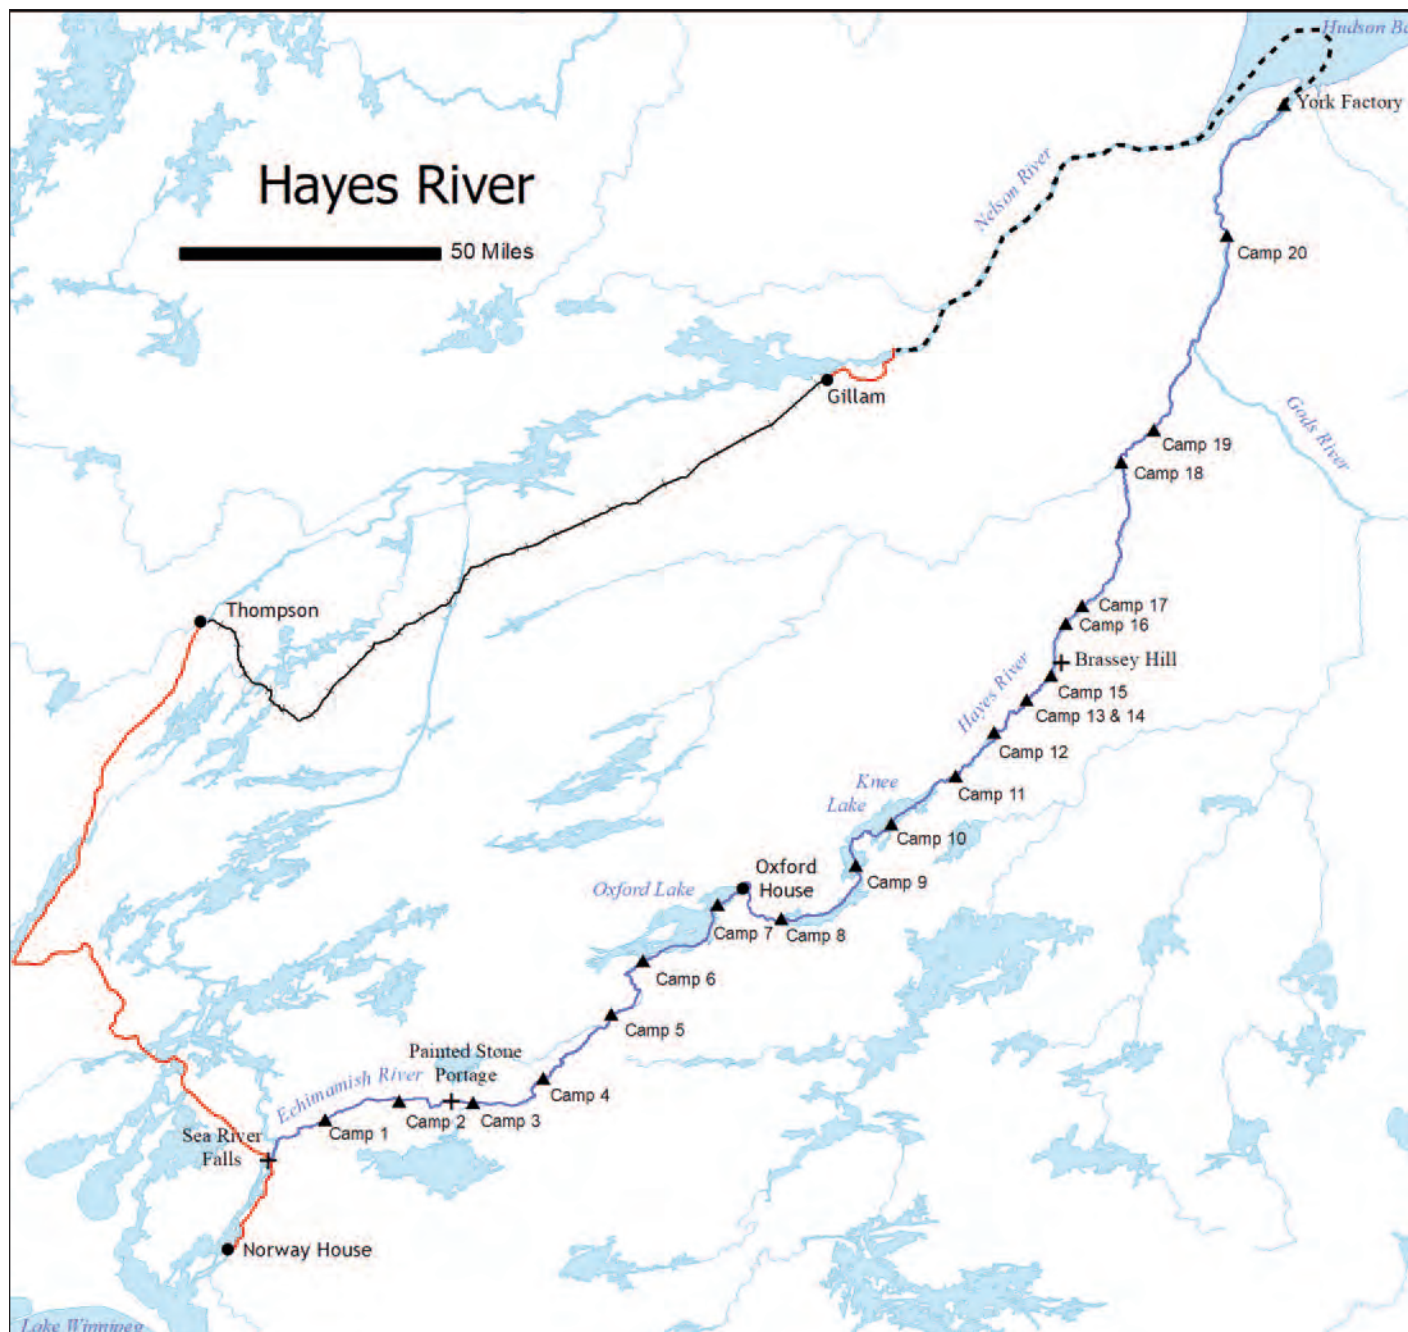 Hudson Ba
York Factory
Hayes River
50 Miles
Nelson River
Camp 20
Gillam
Gods River
Camp 19
Camp 18
Thompson
Camp 17
Camp 16
Brassey Hill
Hayes River
Camp 15
Camp 13 & 14
Camp 12
Knee
Lake
Camp 11
Camp 10
Oxford
House
Oxford Lake
Camp 9
Camp 7
Camp 8
Camp 6
Camp 5
Painted Stone
Portage
Echimamish River
Camp 4
Camp 1
Camp 2
Camp 3
Sea River
Falls
Norway House
Lake Winnipeg